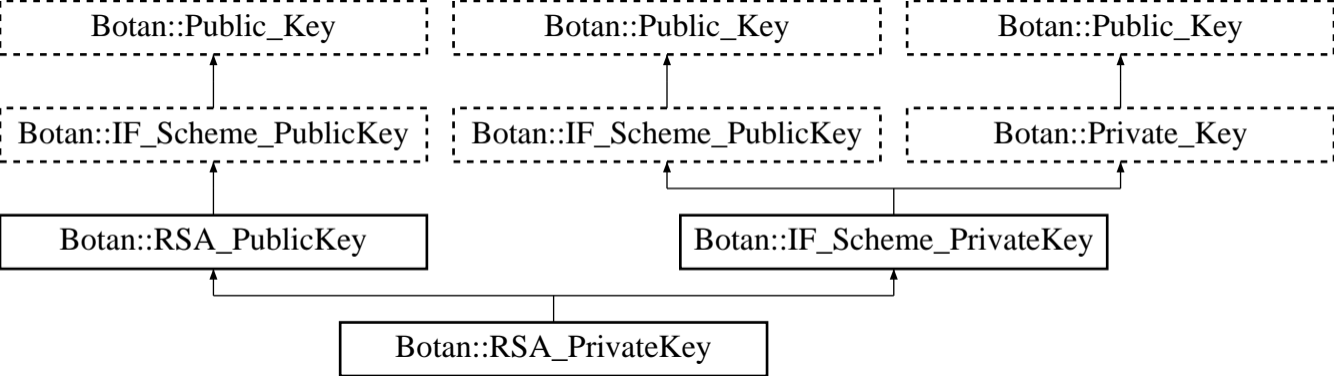 Botan::Public_Key
Botan::Public_Key
Botan::Public_Key
Botan::IF_Scheme_PublicKey
Botan::IF_Scheme_PublicKey
Botan::Private_Key
Botan::RSA_PublicKey
Botan::IF_Scheme_PrivateKey
Botan::RSA_PrivateKey